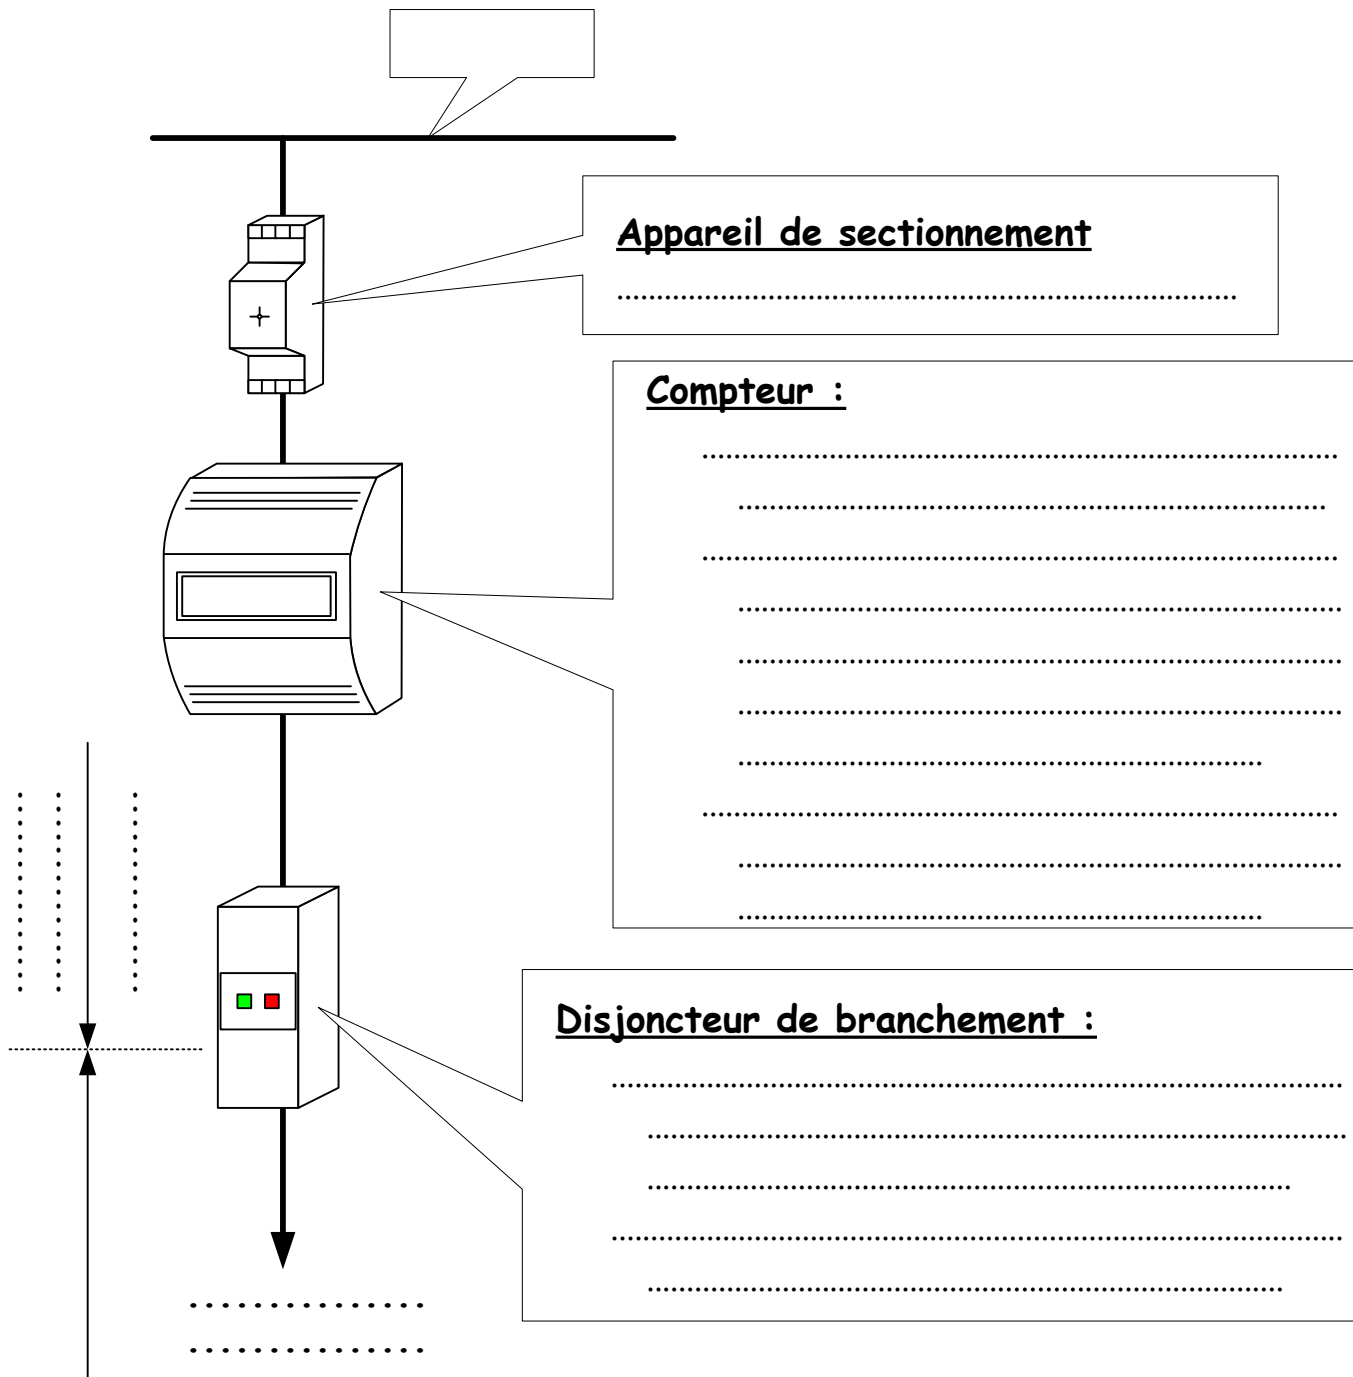 Appareil de sectionnement
Compteur :
Disjoncteur de branchement :